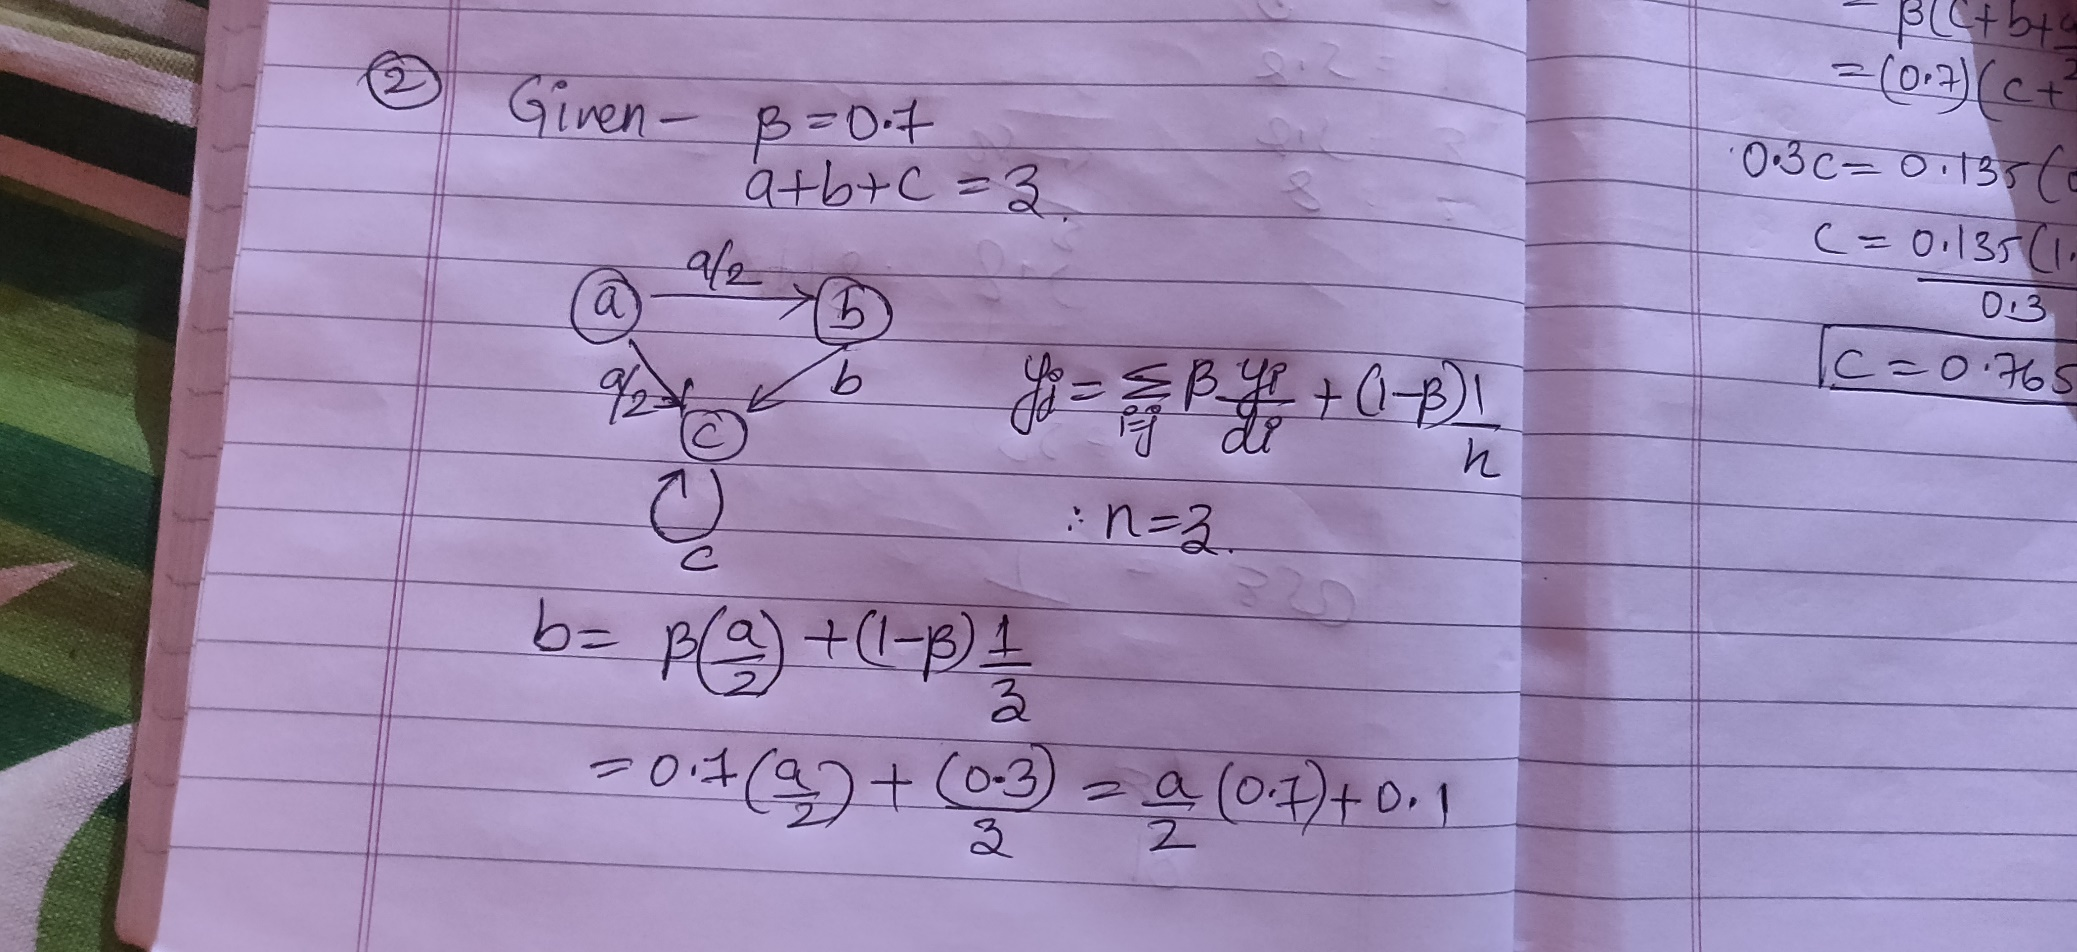 ② Given - β = 0.7
a+b+c = 3.
a/2
a b
a/2 b
c
c
yj = Σ i→j β yi/di + (1-β) 1/n
∴ n=3.
b = β(a/2) + (1-β) 1/3
= 0.7(a/2) + (0.3)/3 = a/2 (0.7) + 0.1
= β(c+b+
= (0.7)(c+
0.3c = 0.135(
c = 0.135(1.
0.3
c = 0.765